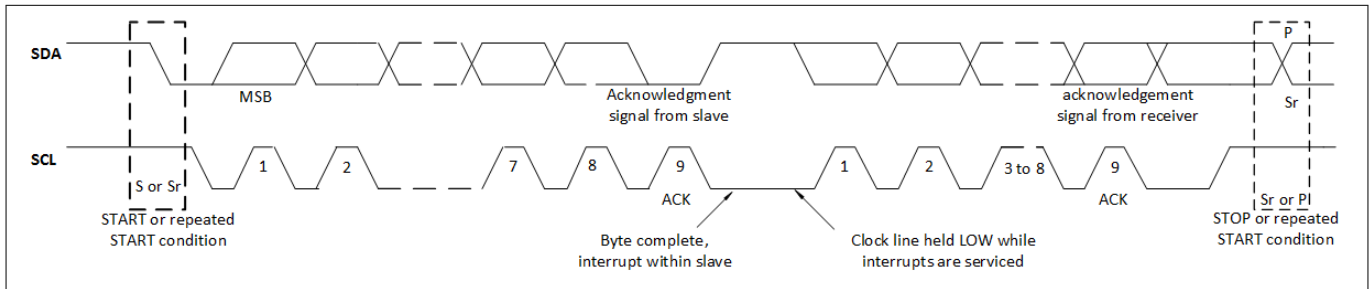 SDA
MSB
Acknowledgment
signal from slave
acknowledgement
signal from receiver
P
Sr
SCL
1
2
7
8
9
1
2
3 to 8
9
S or Sr
ACK
ACK
Sr or P
START or repeated
START condition
Byte complete,
interrupt within slave
Clock line held LOW while
interrupts are serviced
STOP or repeated
START condition